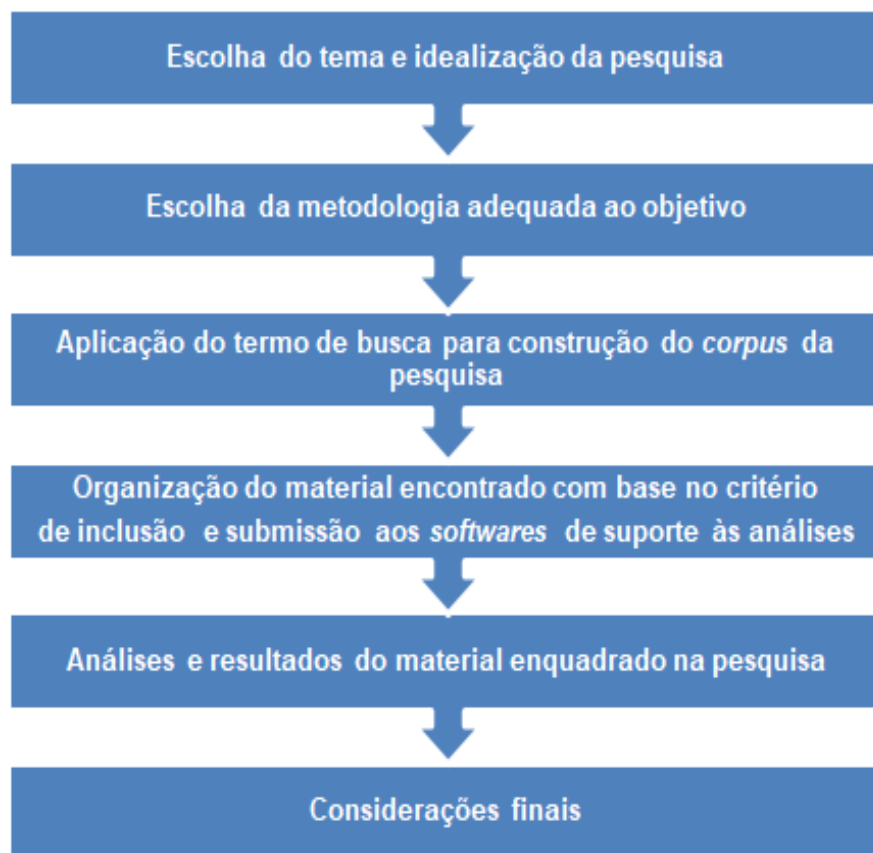 Escolha do tema e idealização da pesquisa
Escolha da metodologia adequada ao objetivo
Aplicação do termo de busca para construção do corpus da
pesquisa
Organização do material encontrado com base no critério
de inclusão e submissão aos softwares de suporte às análises
Análises e resultados do material enquadrado na pesquisa
Considerações finais